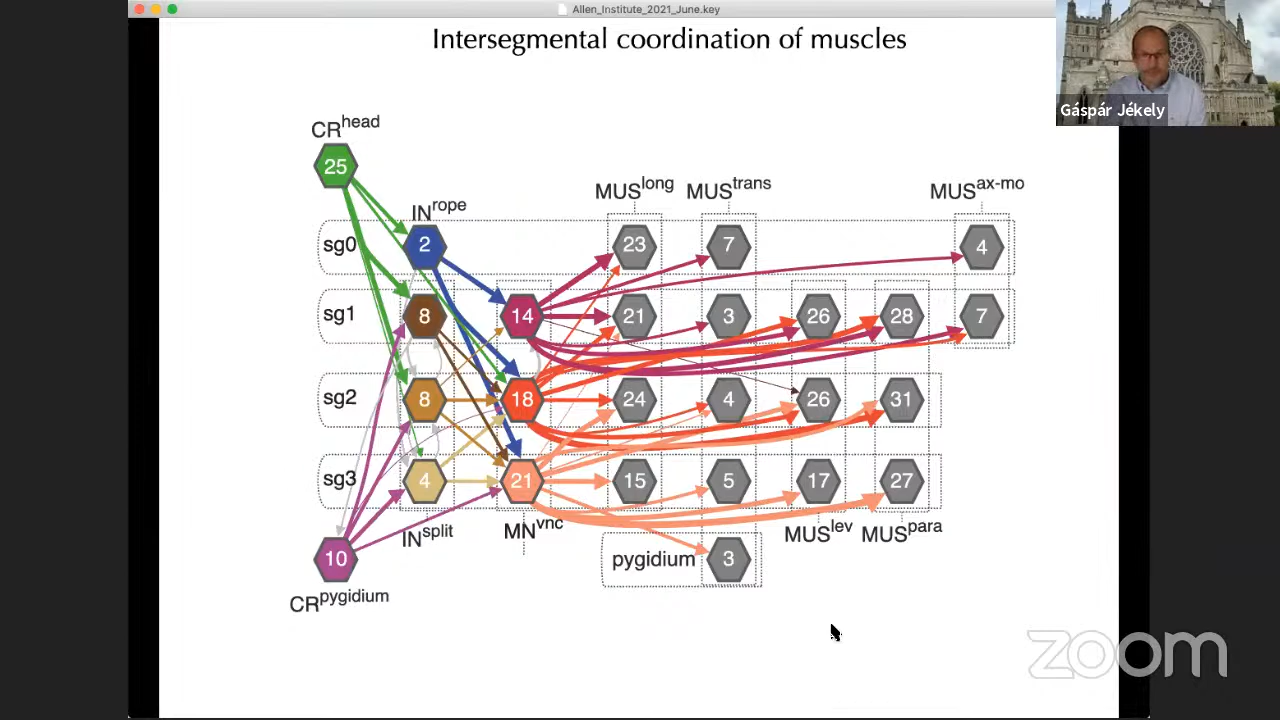 Allen_Institute_2021_June.key
Intersegmental coordination of muscles
Gáspár Jékely
CRhead
25
MUSlong MUStrans MUSax-mo
INrope
sg0 2 23 7 4
sg1 8 14 21 3 26 28 7
sg2 8 18 24 4 26 31
sg3 4 21 15 5 17 27
INsplit MNvnc MUSlev MUSpara
10 pygidium 3
CRpygidium
zoom